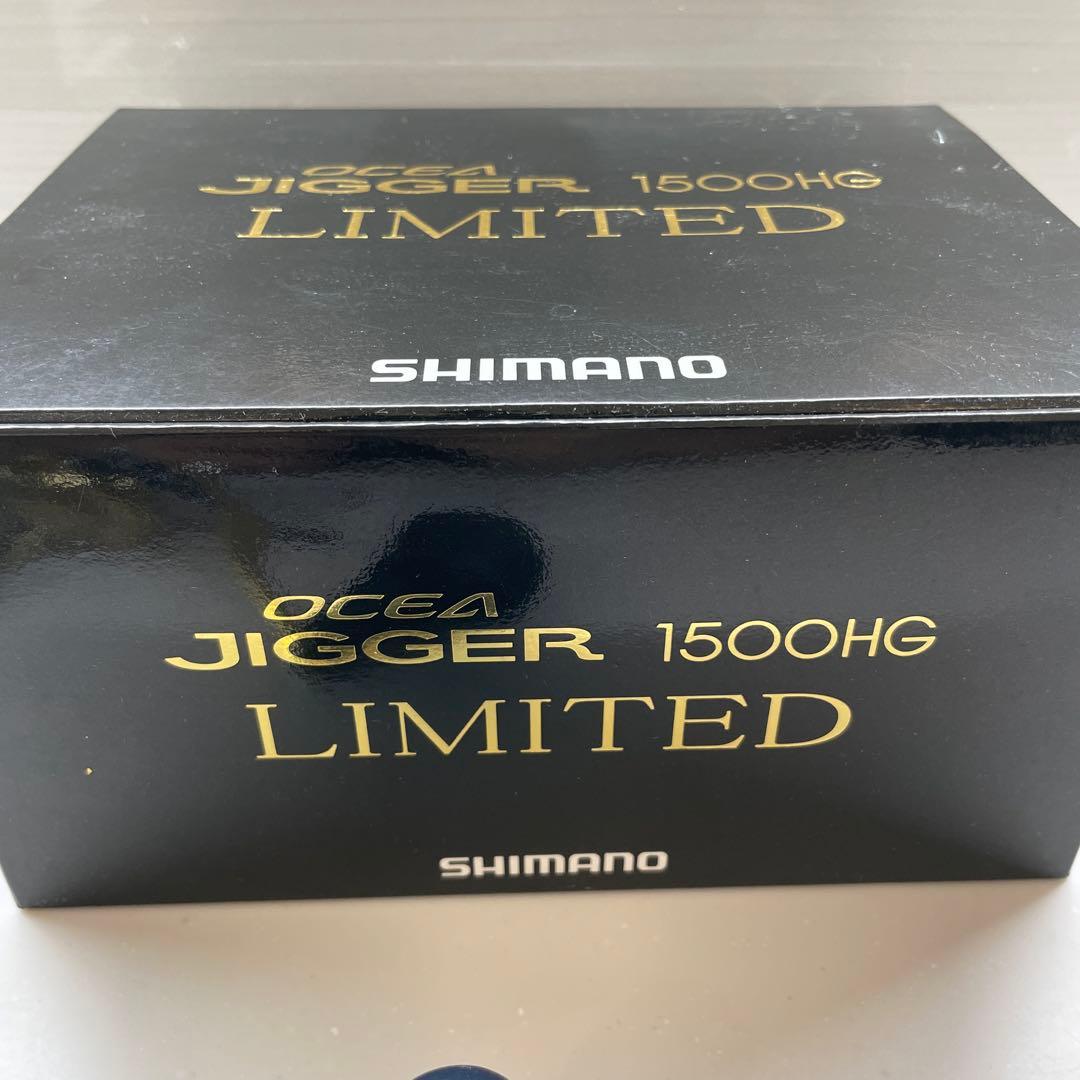 OCEA
JIGGER 1500HG
LIMITED
SHIMANO
OCEA
JIGGER 1500HG
LIMITED
SHIMANO